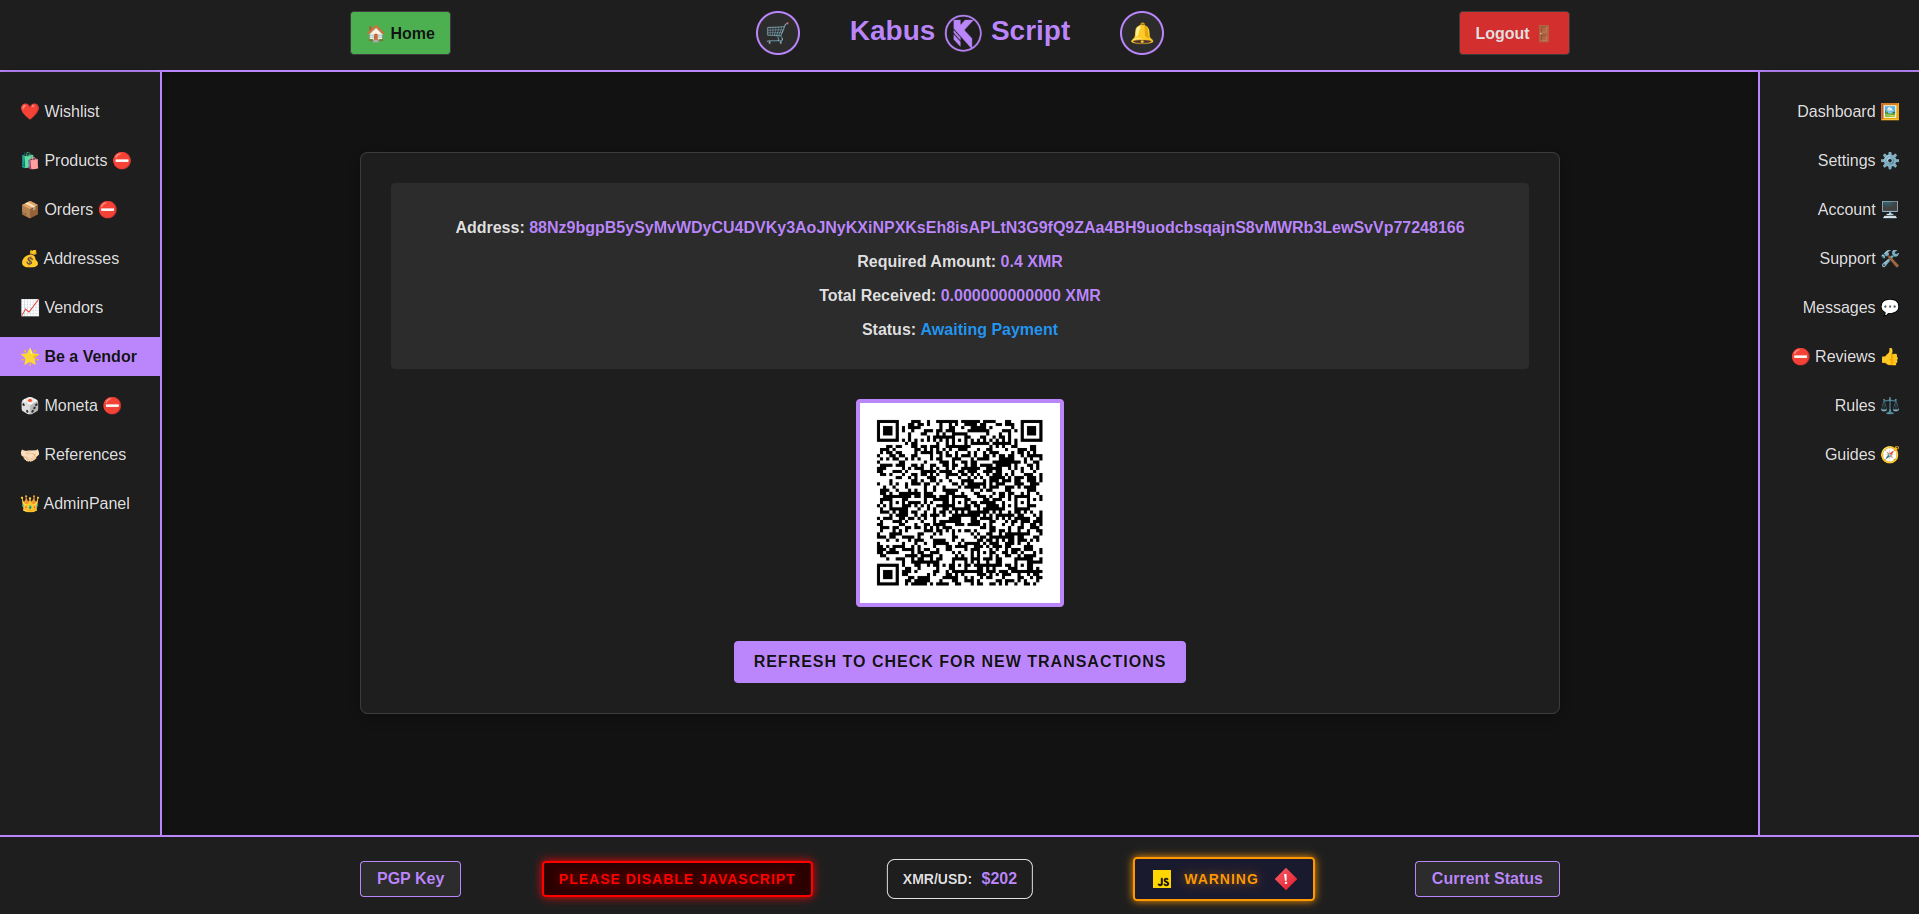 Home
Kabus Script
Logout
Wishlist
Products
Orders
Addresses
Vendors
Be a Vendor
Moneta
References
AdminPanel
Address: 88Nz9bgpB5ySyMvWDyCU4DVKy3AoJNyKXiNPXKsEh8isAPLtN3G9fQ9ZAa4BH9uodcbsqajnS8vMWRb3LewSvVp77248166
Required Amount: 0.4 XMR
Total Received: 0.000000000000 XMR
Status: Awaiting Payment
REFRESH TO CHECK FOR NEW TRANSACTIONS
Dashboard
Settings
Account
Support
Messages
Reviews
Rules
Guides
PGP Key
PLEASE DISABLE JAVASCRIPT
XMR/USD: $202
JS WARNING
Current Status